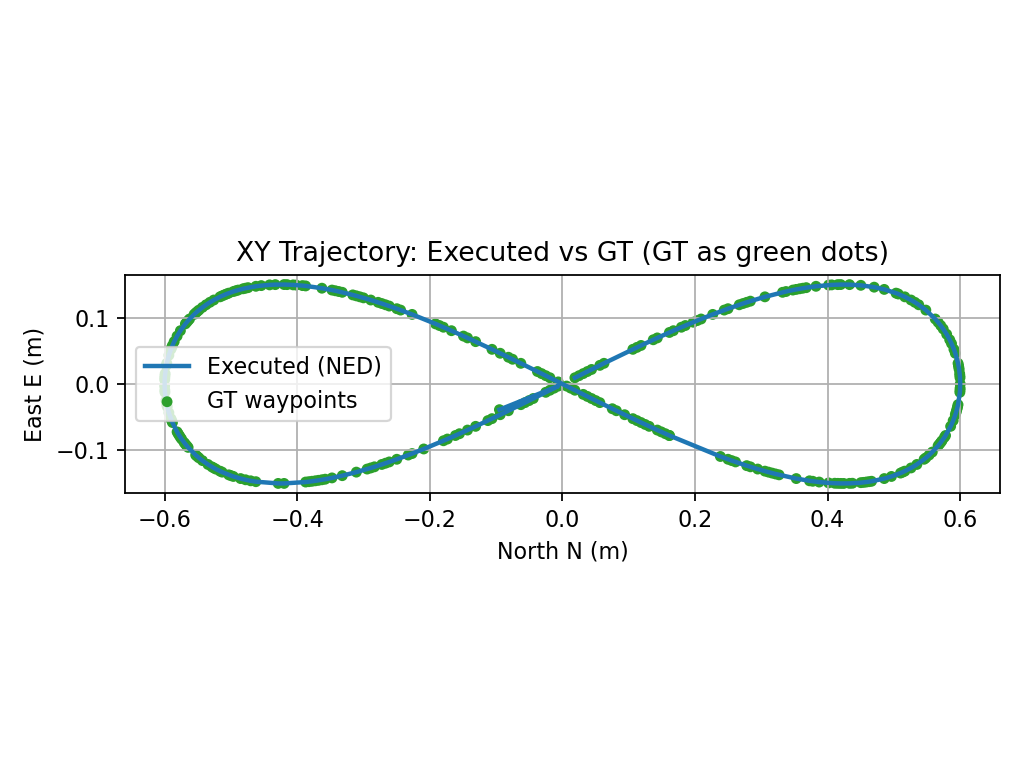 XY Trajectory: Executed vs GT (GT as green dots)
East E (m)
0.1
0.0
−0.1
Executed (NED)
GT waypoints
−0.6 −0.4 −0.2 0.0 0.2 0.4 0.6
North N (m)